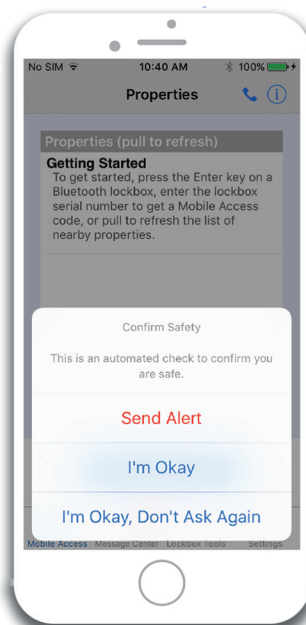 No SIM 10:40 AM 100%
Properties
Properties (pull to refresh)
Getting Started
To get started, press the Enter key on a
Bluetooth lockbox, enter the lockbox
serial number to get a Mobile Access
code, or pull to refresh the list of
nearby properties.
Confirm Safety
This is an automated check to confirm you
are safe.
Send Alert
I'm Okay
I'm Okay, Don't Ask Again
Mobile Access Message Center Lockbox Tools Settings